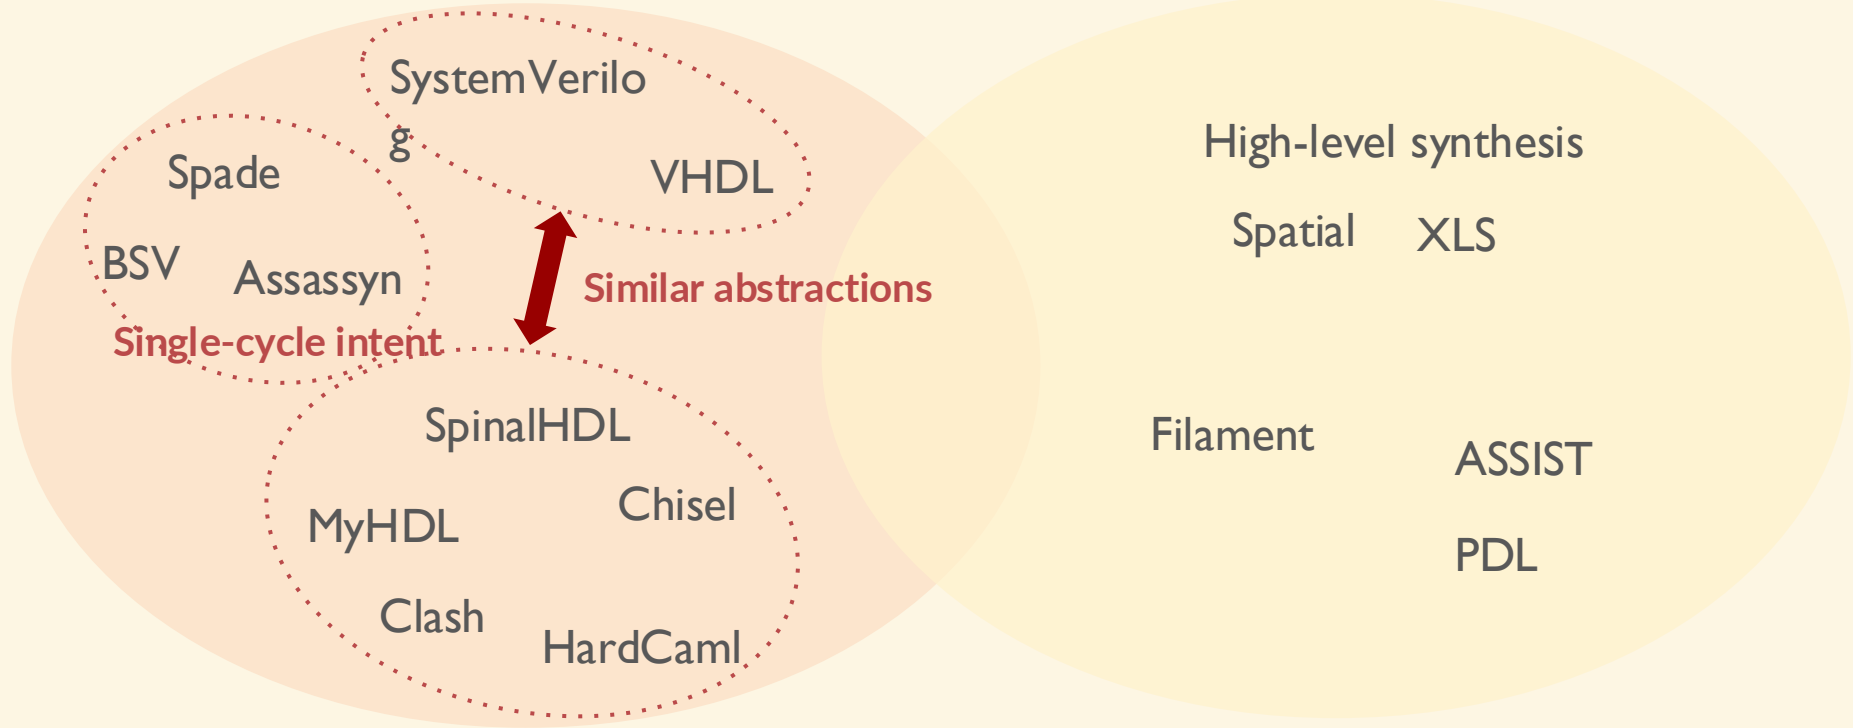 SystemVerilo
g
VHDL
Spade
BSV
Assassyn
Single-cycle intent
Similar abstractions
SpinalHDL
Chisel
MyHDL
Clash
HardCaml
High-level synthesis
Spatial
XLS
Filament
ASSIST
PDL